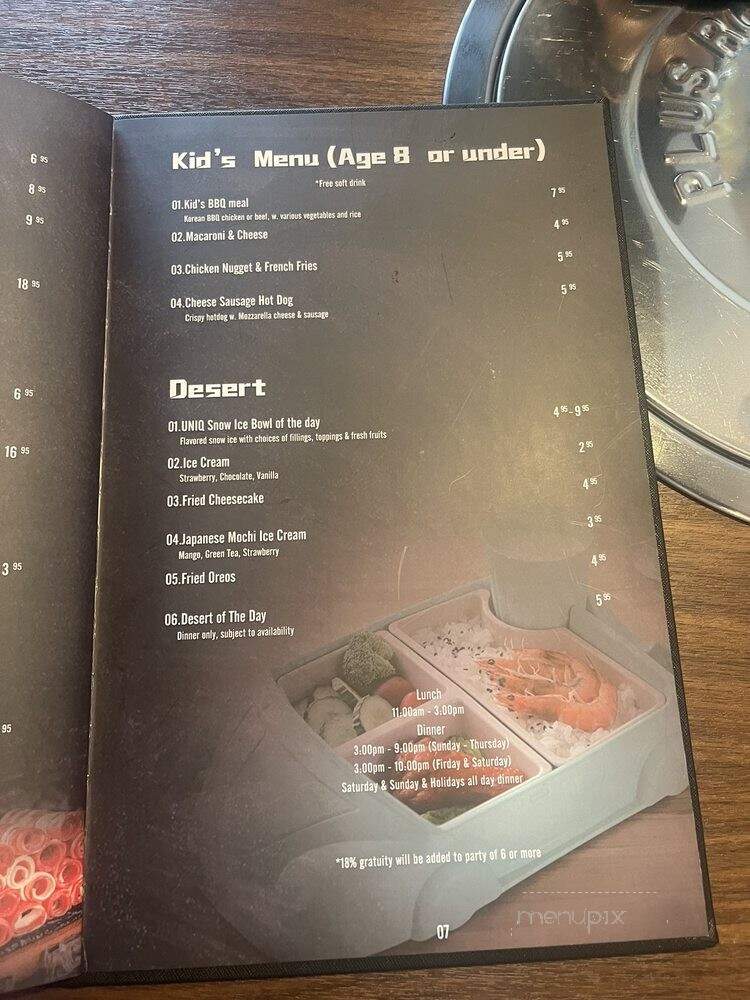 6 95
8 95
9 95
18 95
6 95
16 95
3 95
95
PLUS
Kid's Menu (Age 8 or under)
*Free soft drink
01.Kid's BBQ meal 7 95
Korean BBQ chicken or beef, w. various vegetables and rice
02.Macaroni & Cheese 4 95
03.Chicken Nugget & French Fries 5 95
04.Cheese Sausage Hot Dog 5 95
Crispy hotdog w. Mozzarella cheese & sausage
Desert
01.UNIQ Snow Ice Bowl of the day 4 95-9 95
Flavored snow ice with choices of fillings, toppings & fresh fruits
02.Ice Cream 2 95
Strawberry, Chocolate, Vanilla
03.Fried Cheesecake 4 95
04.Japanese Mochi Ice Cream 3 95
Mango, Green Tea, Strawberry
05.Fried Oreos 4 95
06.Desert of The Day 5 95
Dinner only, subject to availability
Lunch
11:00am - 3:00pm
Dinner
3:00pm - 9:00pm (Sunday - Thursday)
3:00pm - 10:00pm (Firday & Saturday)
Saturday & Sunday & Holidays all day dinner
*18% gratuity will be added to party of 6 or more
07
menupix